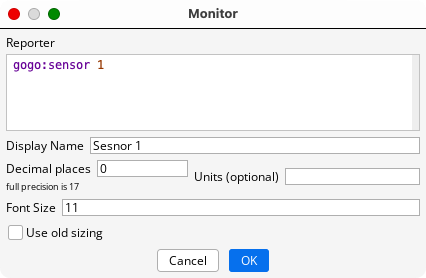 Monitor
Reporter
gogo:sensor 1
Display Name Sesnor 1
Decimal places 0
full precision is 17
Units (optional)
Font Size 11
Use old sizing
Cancel OK